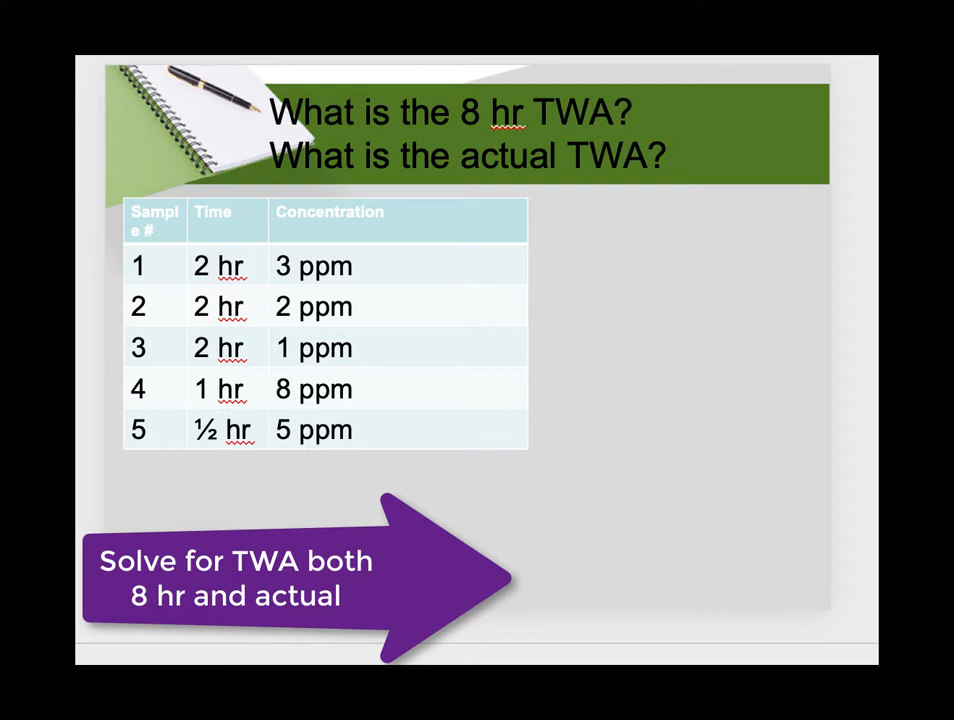 What is the 8 hr TWA?
What is the actual TWA?
Sampl
e #
Time
Concentration
1 2 hr 3 ppm
2 2 hr 2 ppm
3 2 hr 1 ppm
4 1 hr 8 ppm
5 ½ hr 5 ppm
Solve for TWA both
8 hr and actual